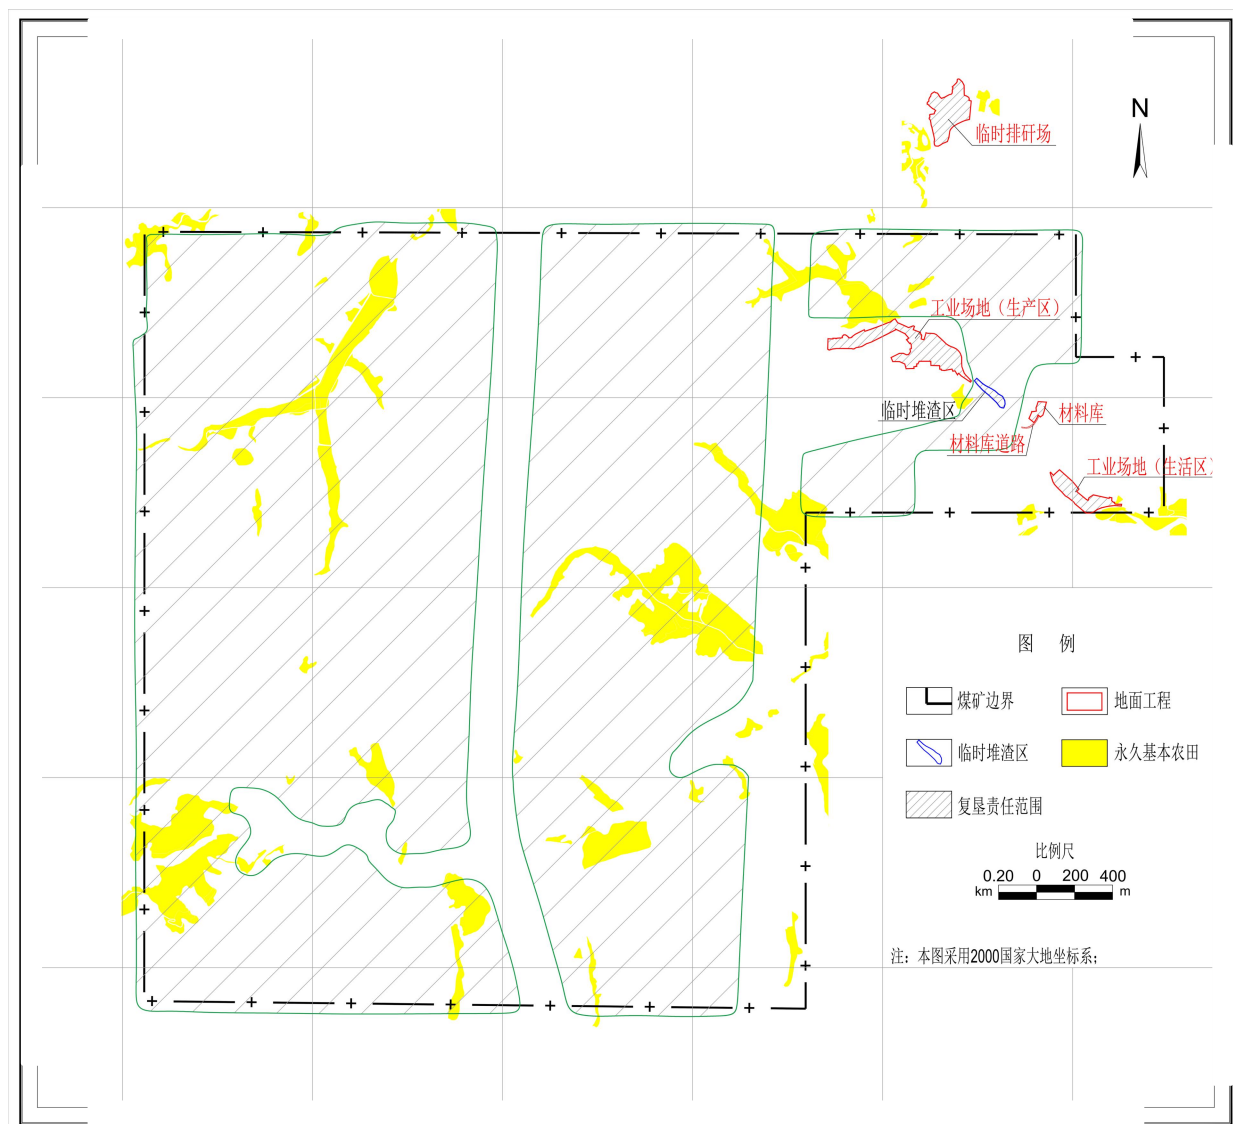 N
临时排矸场
工业场地（生产区）
临时堆渣区
材料库
材料库道路
工业场地（生活区）
图 例
煤矿边界
地面工程
临时堆渣区
永久基本农田
复垦责任范围
比例尺
0.20 0 200 400
km m
注：本图采用2000国家大地坐标系；